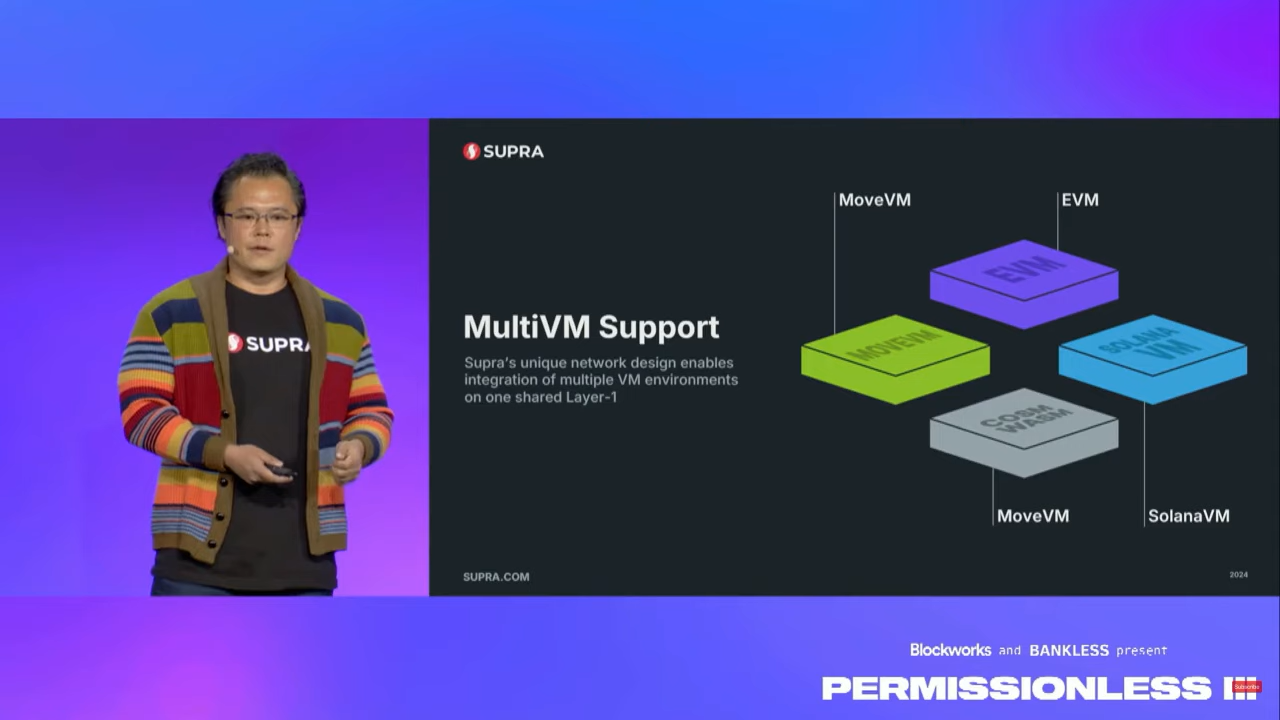 SUPRA
MoveVM
EVM
EVM
MOVEVM
SOLANA
VM
MultiVM Support
Supra's unique network design enables
integration of multiple VM environments
on one shared Layer-1
SUPRA
COSM
WASM
MoveVM
SolanaVM
SUPRA.COM
2024
Blockworks and BANKLESS present
PERMISSIONLESS III
Subscribe